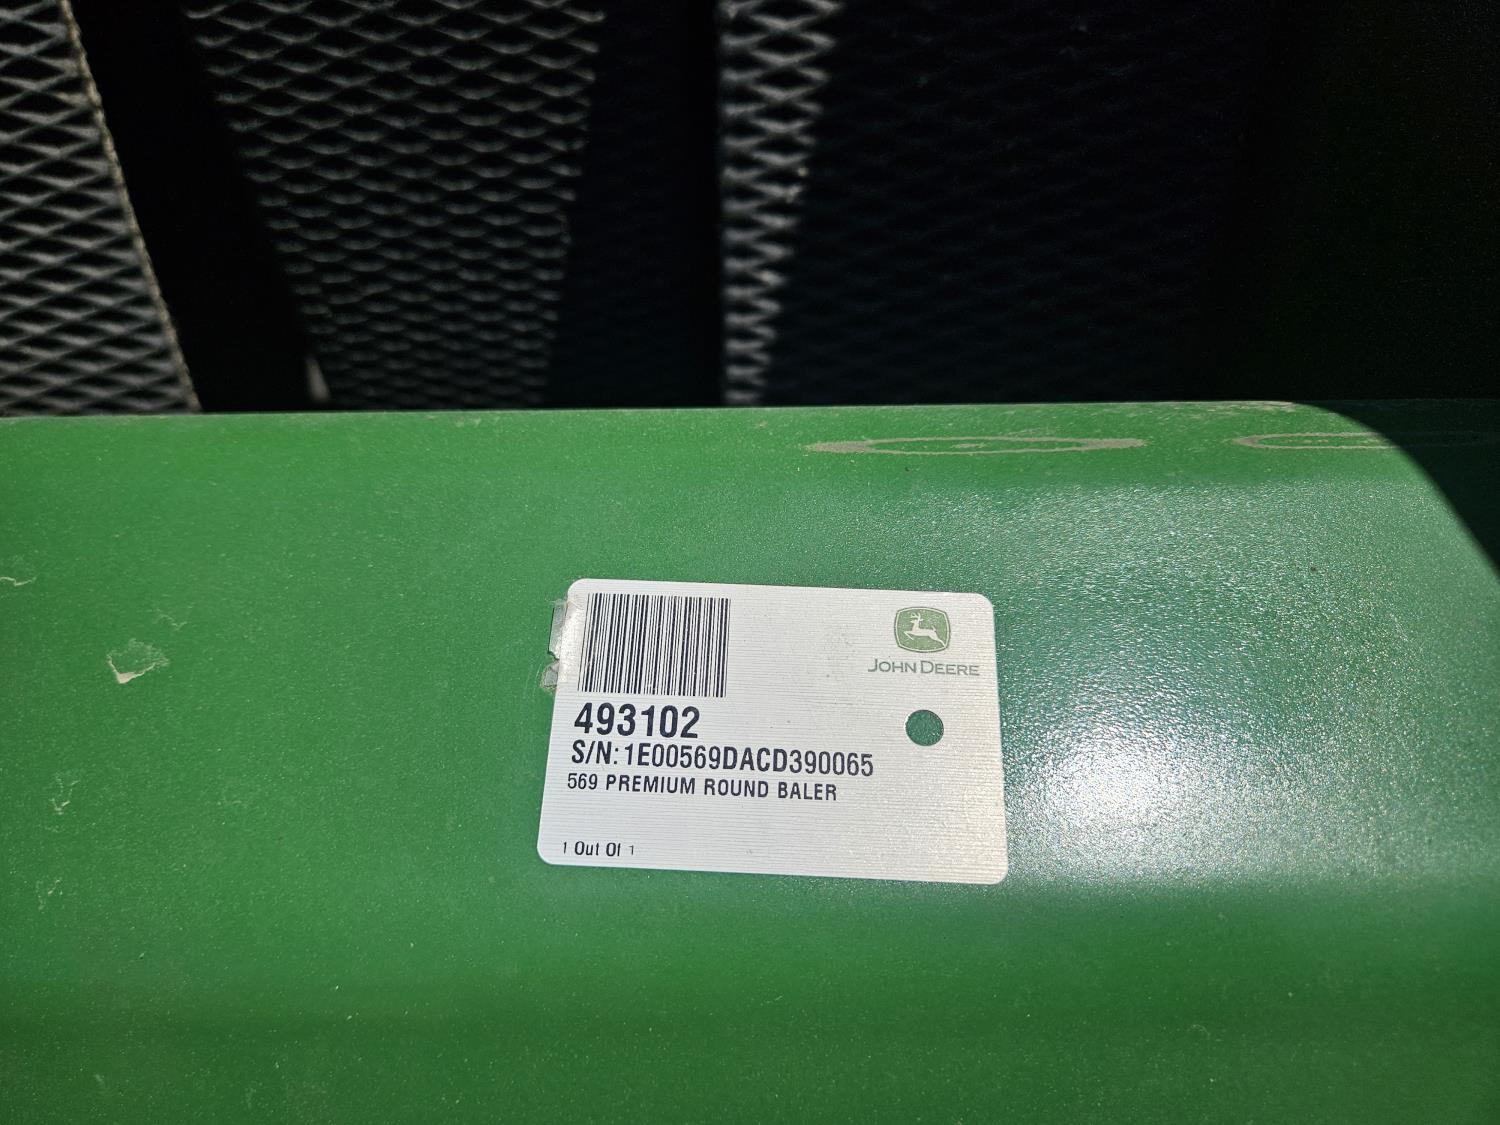 JOHN DEERE
493102
S/N: 1E00569DACD390065
569 PREMIUM ROUND BALER
1 Out Of 1